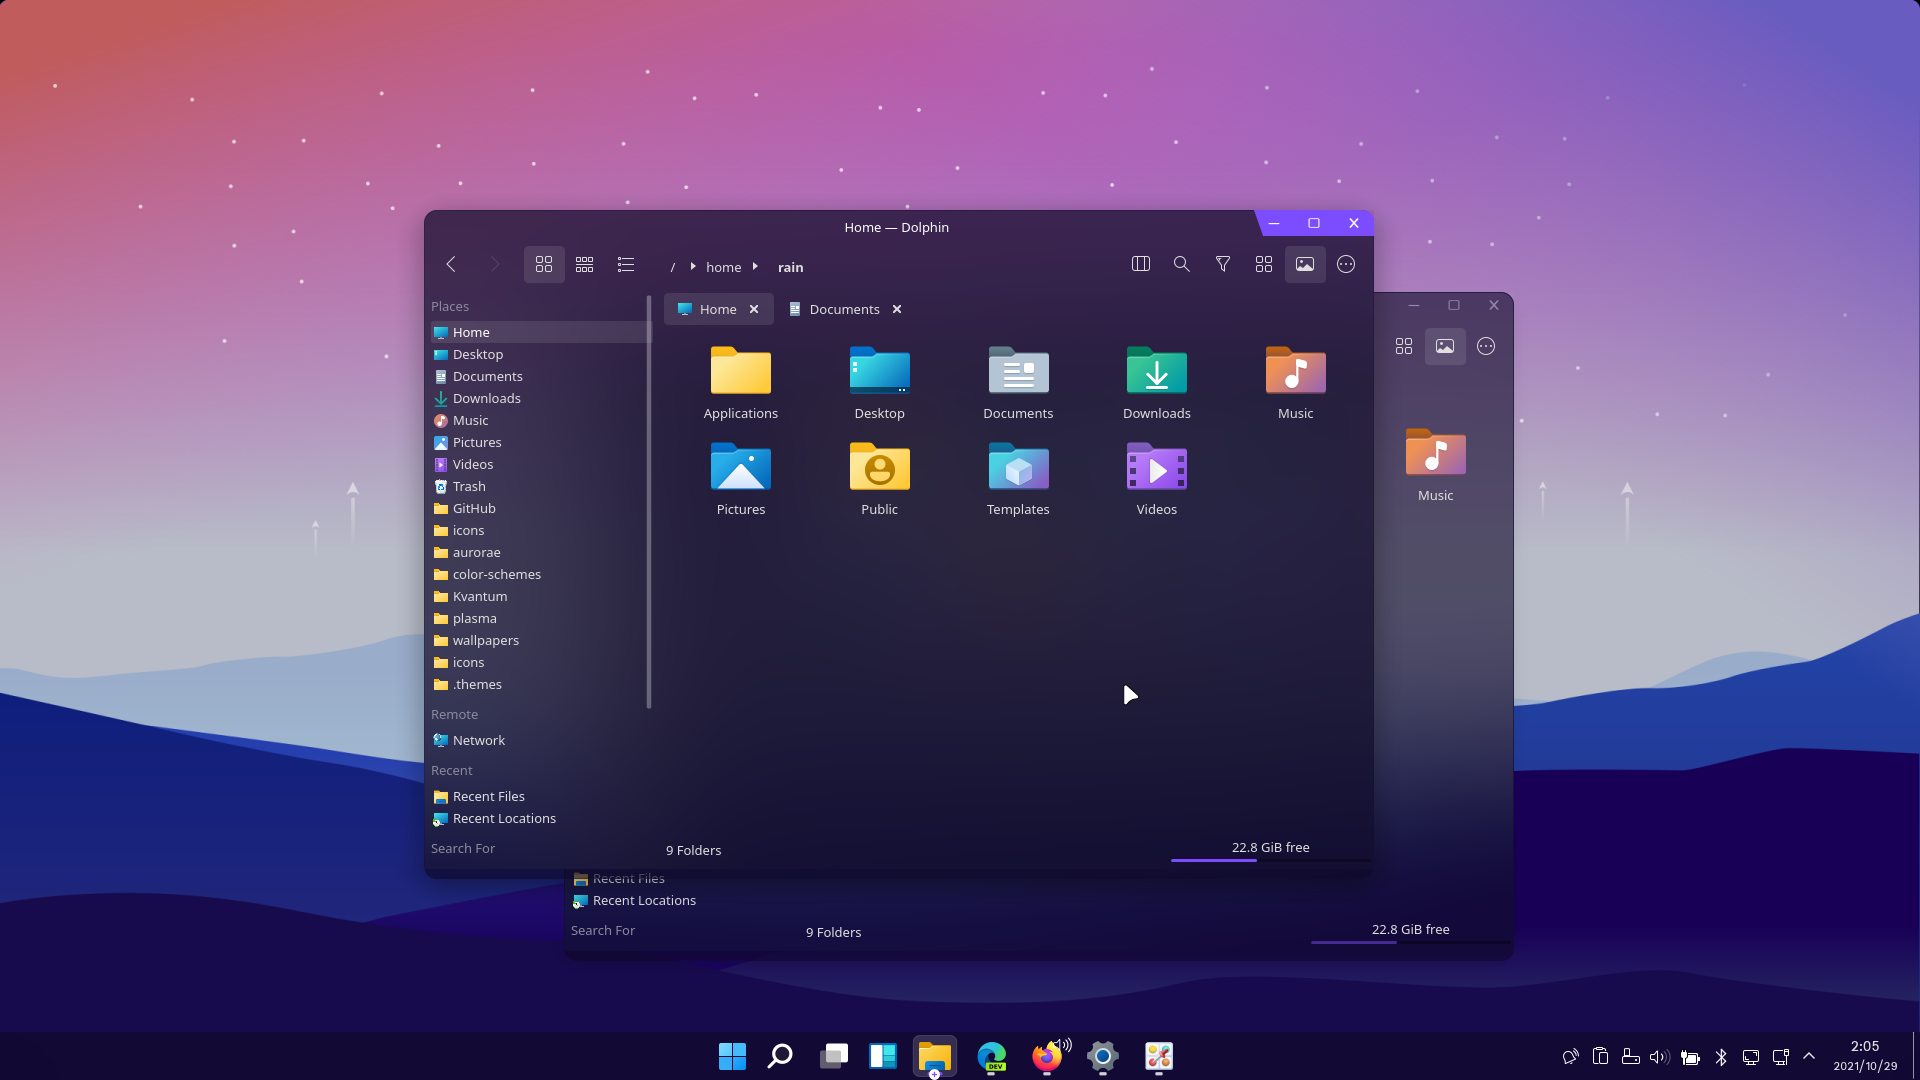 Home — Dolphin
/ home rain
Places
Home
Desktop
Documents
Downloads
Music
Pictures
Videos
Trash
GitHub
icons
aurorae
color-schemes
Kvantum
plasma
wallpapers
icons
.themes
Remote
Network
Recent
Recent Files
Recent Locations
Search For
Home Documents
Applications Desktop Documents Downloads Music
Pictures Public Templates Videos
9 Folders 22.8 GiB free
Music
Recent Files
Recent Locations
Search For
9 Folders 22.8 GiB free
DEV
2:05
2021/10/29